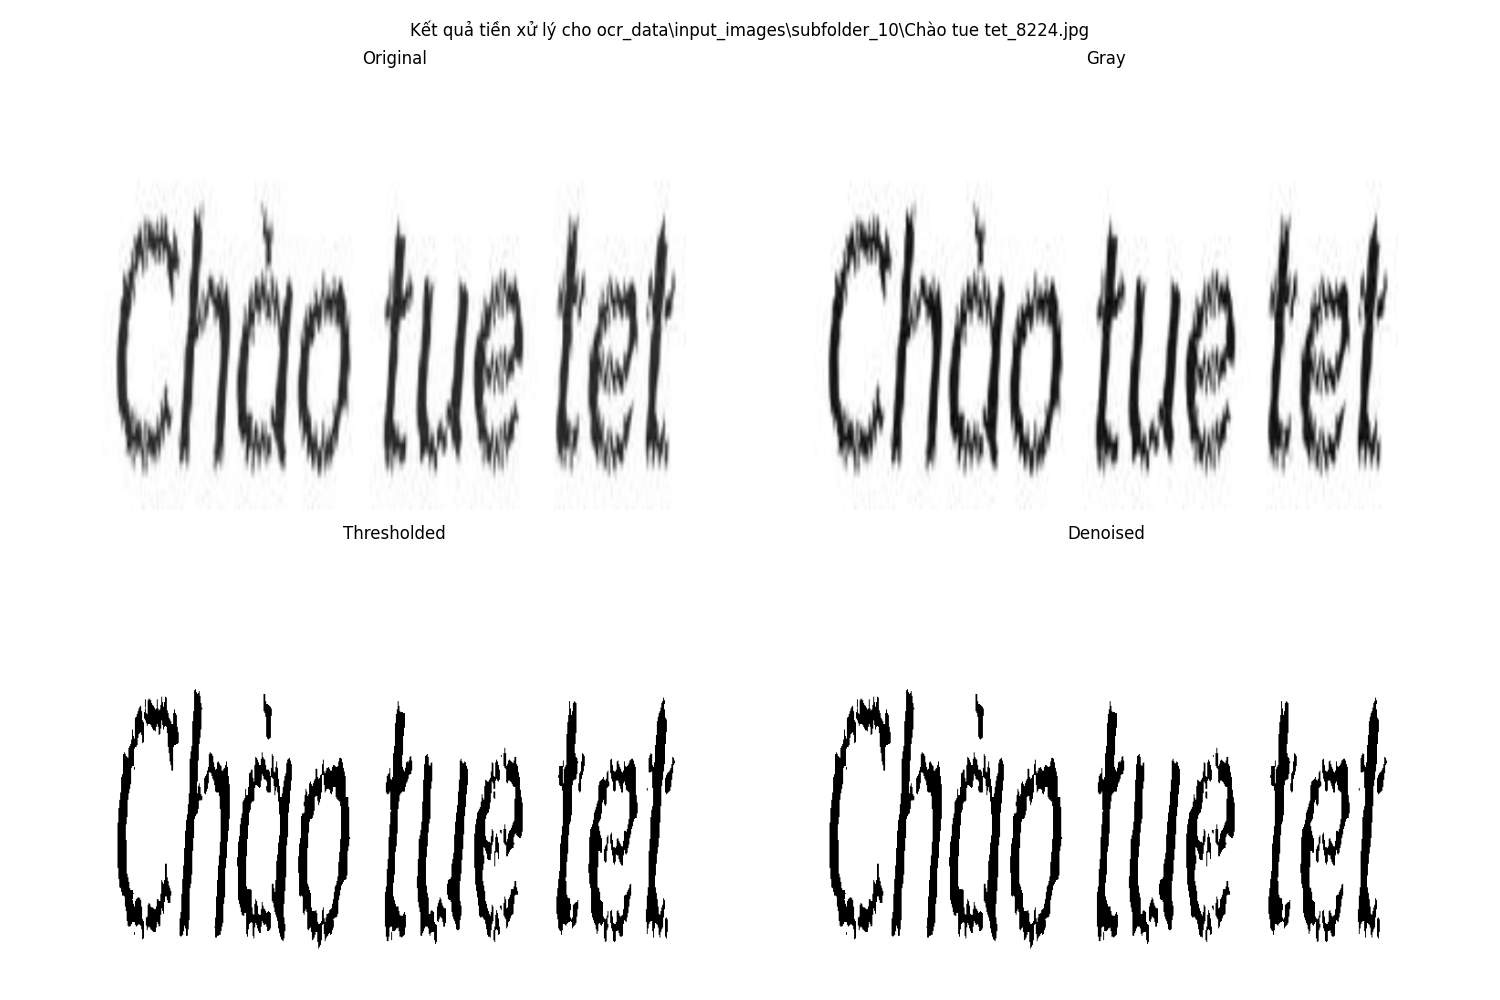 Kết quả tiền xử lý cho ocr_data\input_images\subfolder_10\Chào tue tet_8224.jpg
Original
Gray
Chào tue tet
Chào tue tet
Thresholded
Denoised
Chào tue tet
Chào tue tet